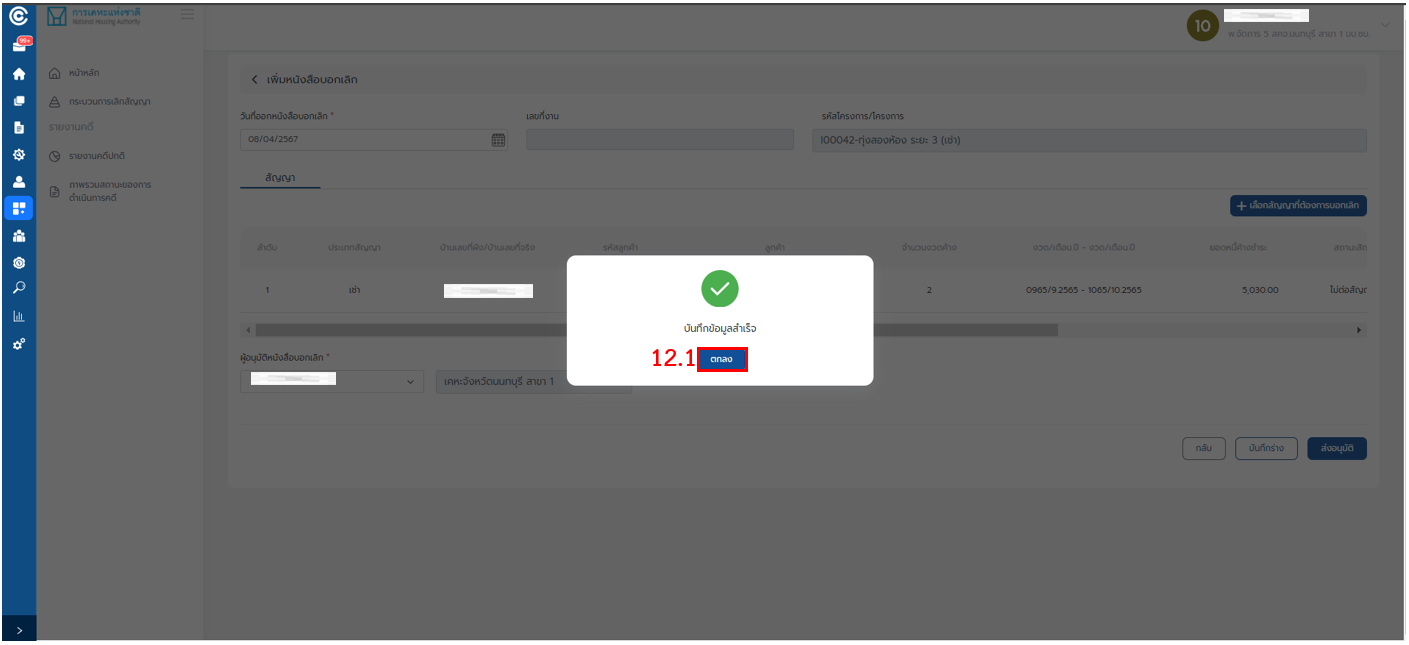 การเคหะแห่งชาติ
National Housing Authority
99+
10
พ.จัดการ 5 สคจ.นนทบุรี สาขา 1 มบ.ชน.
หน้าหลัก
กระบวนการเลิกสัญญา
รายงานคดี
รายงานคดีปกติ
ภาพรวมสถานะของการ
ดำเนินการคดี
เพิ่มหนังสือบอกเลิก
วันที่ออกหนังสือบอกเลิก *
เลขที่งาน
รหัสโครงการ/โครงการ
08/04/2567
I00042-ทุ่งสองห้อง ระยะ 3 (เช่า)
สัญญา
+ เลือกสัญญาที่ต้องการบอกเลิก
ลำดับ
ประเภทสัญญา
บ้านเลขที่ผัง/บ้านเลขที่จริง
รหัสลูกค้า
ลูกค้า
จำนวนงวดค้าง
งวด/เดือน.ปี - งวด/เดือน.ปี
ยอดหนี้ค้างชำระ
สถานะสัก
1
เช่า
2
0965/9.2565 - 1065/10.2565
5,030.00
ไม่ต่อสัญญ
บันทึกข้อมูลสำเร็จ
12.1
ตกลง
ผู้อนุมัติหนังสือบอกเลิก *
เคหะจังหวัดนนทบุรี สาขา 1
กลับ
บันทึกร่าง
ส่งอนุมัติ